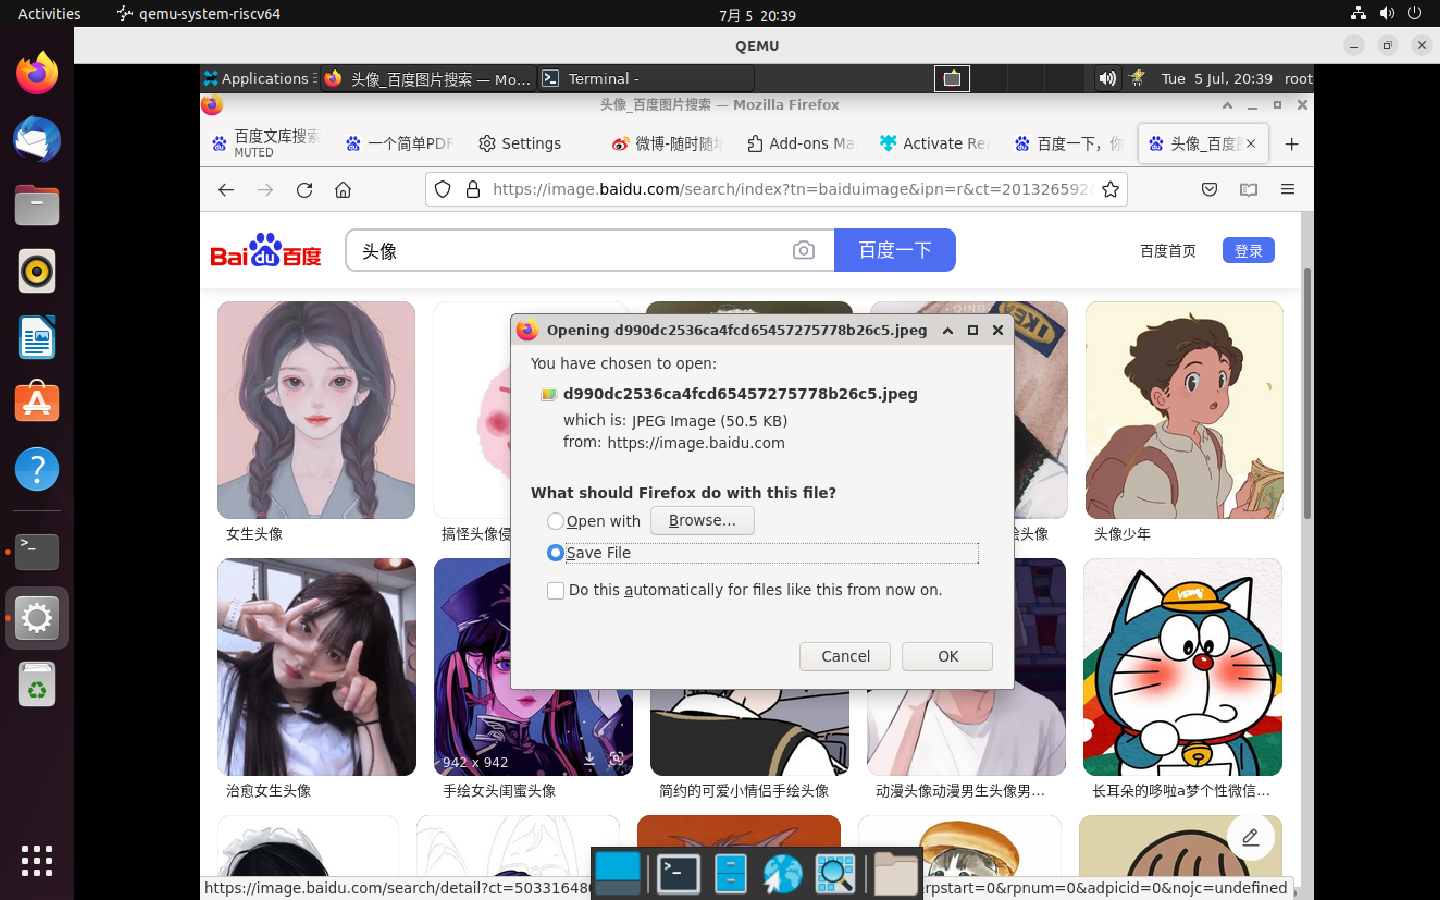 Activities
qemu-system-riscv64
7月 5 20:39
QEMU
Applications
头像_百度图片搜索 — Mo...
Terminal -
Tue 5 Jul, 20:39
root
头像_百度图片搜索 — Mozilla Firefox
百度文库搜索
MUTED
一个简单PDF
Settings
微博-随时随地
Add-ons Ma
Activate Rea
百度一下，你
头像_百度图
https://image.baidu.com/search/index?tn=baiduimage&ipn=r&ct=201326592
Bai du 百度
头像
百度一下
百度首页
登录
IKEA
Opening d990dc2536ca4fcd65457275778b26c5.jpeg
You have chosen to open:
d990dc2536ca4fcd65457275778b26c5.jpeg
which is: JPEG Image (50.5 KB)
from: https://image.baidu.com
What should Firefox do with this file?
Open with
Browse...
Save File
Do this automatically for files like this from now on.
Cancel
OK
女生头像
搞怪头像
头像
头像少年
942 x 942
治愈女生头像
手绘女头闺蜜头像
简约的可爱小情侣手绘头像
动漫头像动漫男生头像男...
长耳朵的哆啦a梦个性微信...
https://image.baidu.com/search/detail?ct=50331648
rpstart=0&rpnum=0&adpicid=0&nojc=undefined